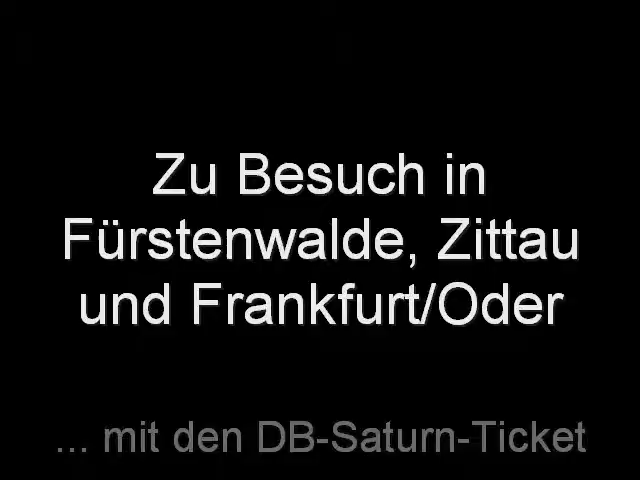 Zu Besuch in
Fürstenwalde, Zittau
und Frankfurt/Oder
... mit den DB-Saturn-Ticket